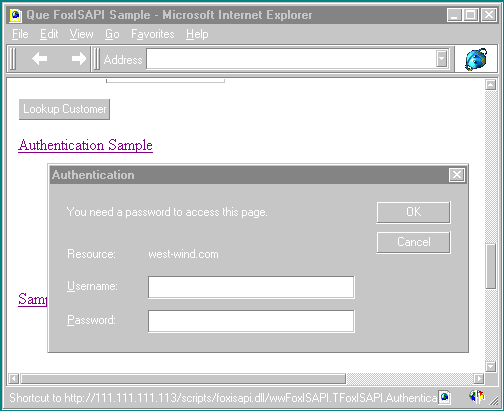 Que FoxISAPI Sample - Microsoft Internet Explorer
File Edit View Go Favorites Help
Address
Lookup Customer
Authentication Sample
Authentication
You need a password to access this page.
OK
Cancel
Resource: west-wind.com
Username:
Password:
Samp
Shortcut to http://111.111.111.113/scripts/foxisapi.dll/wwFoxISAPI.TFoxISAPI.Authentica